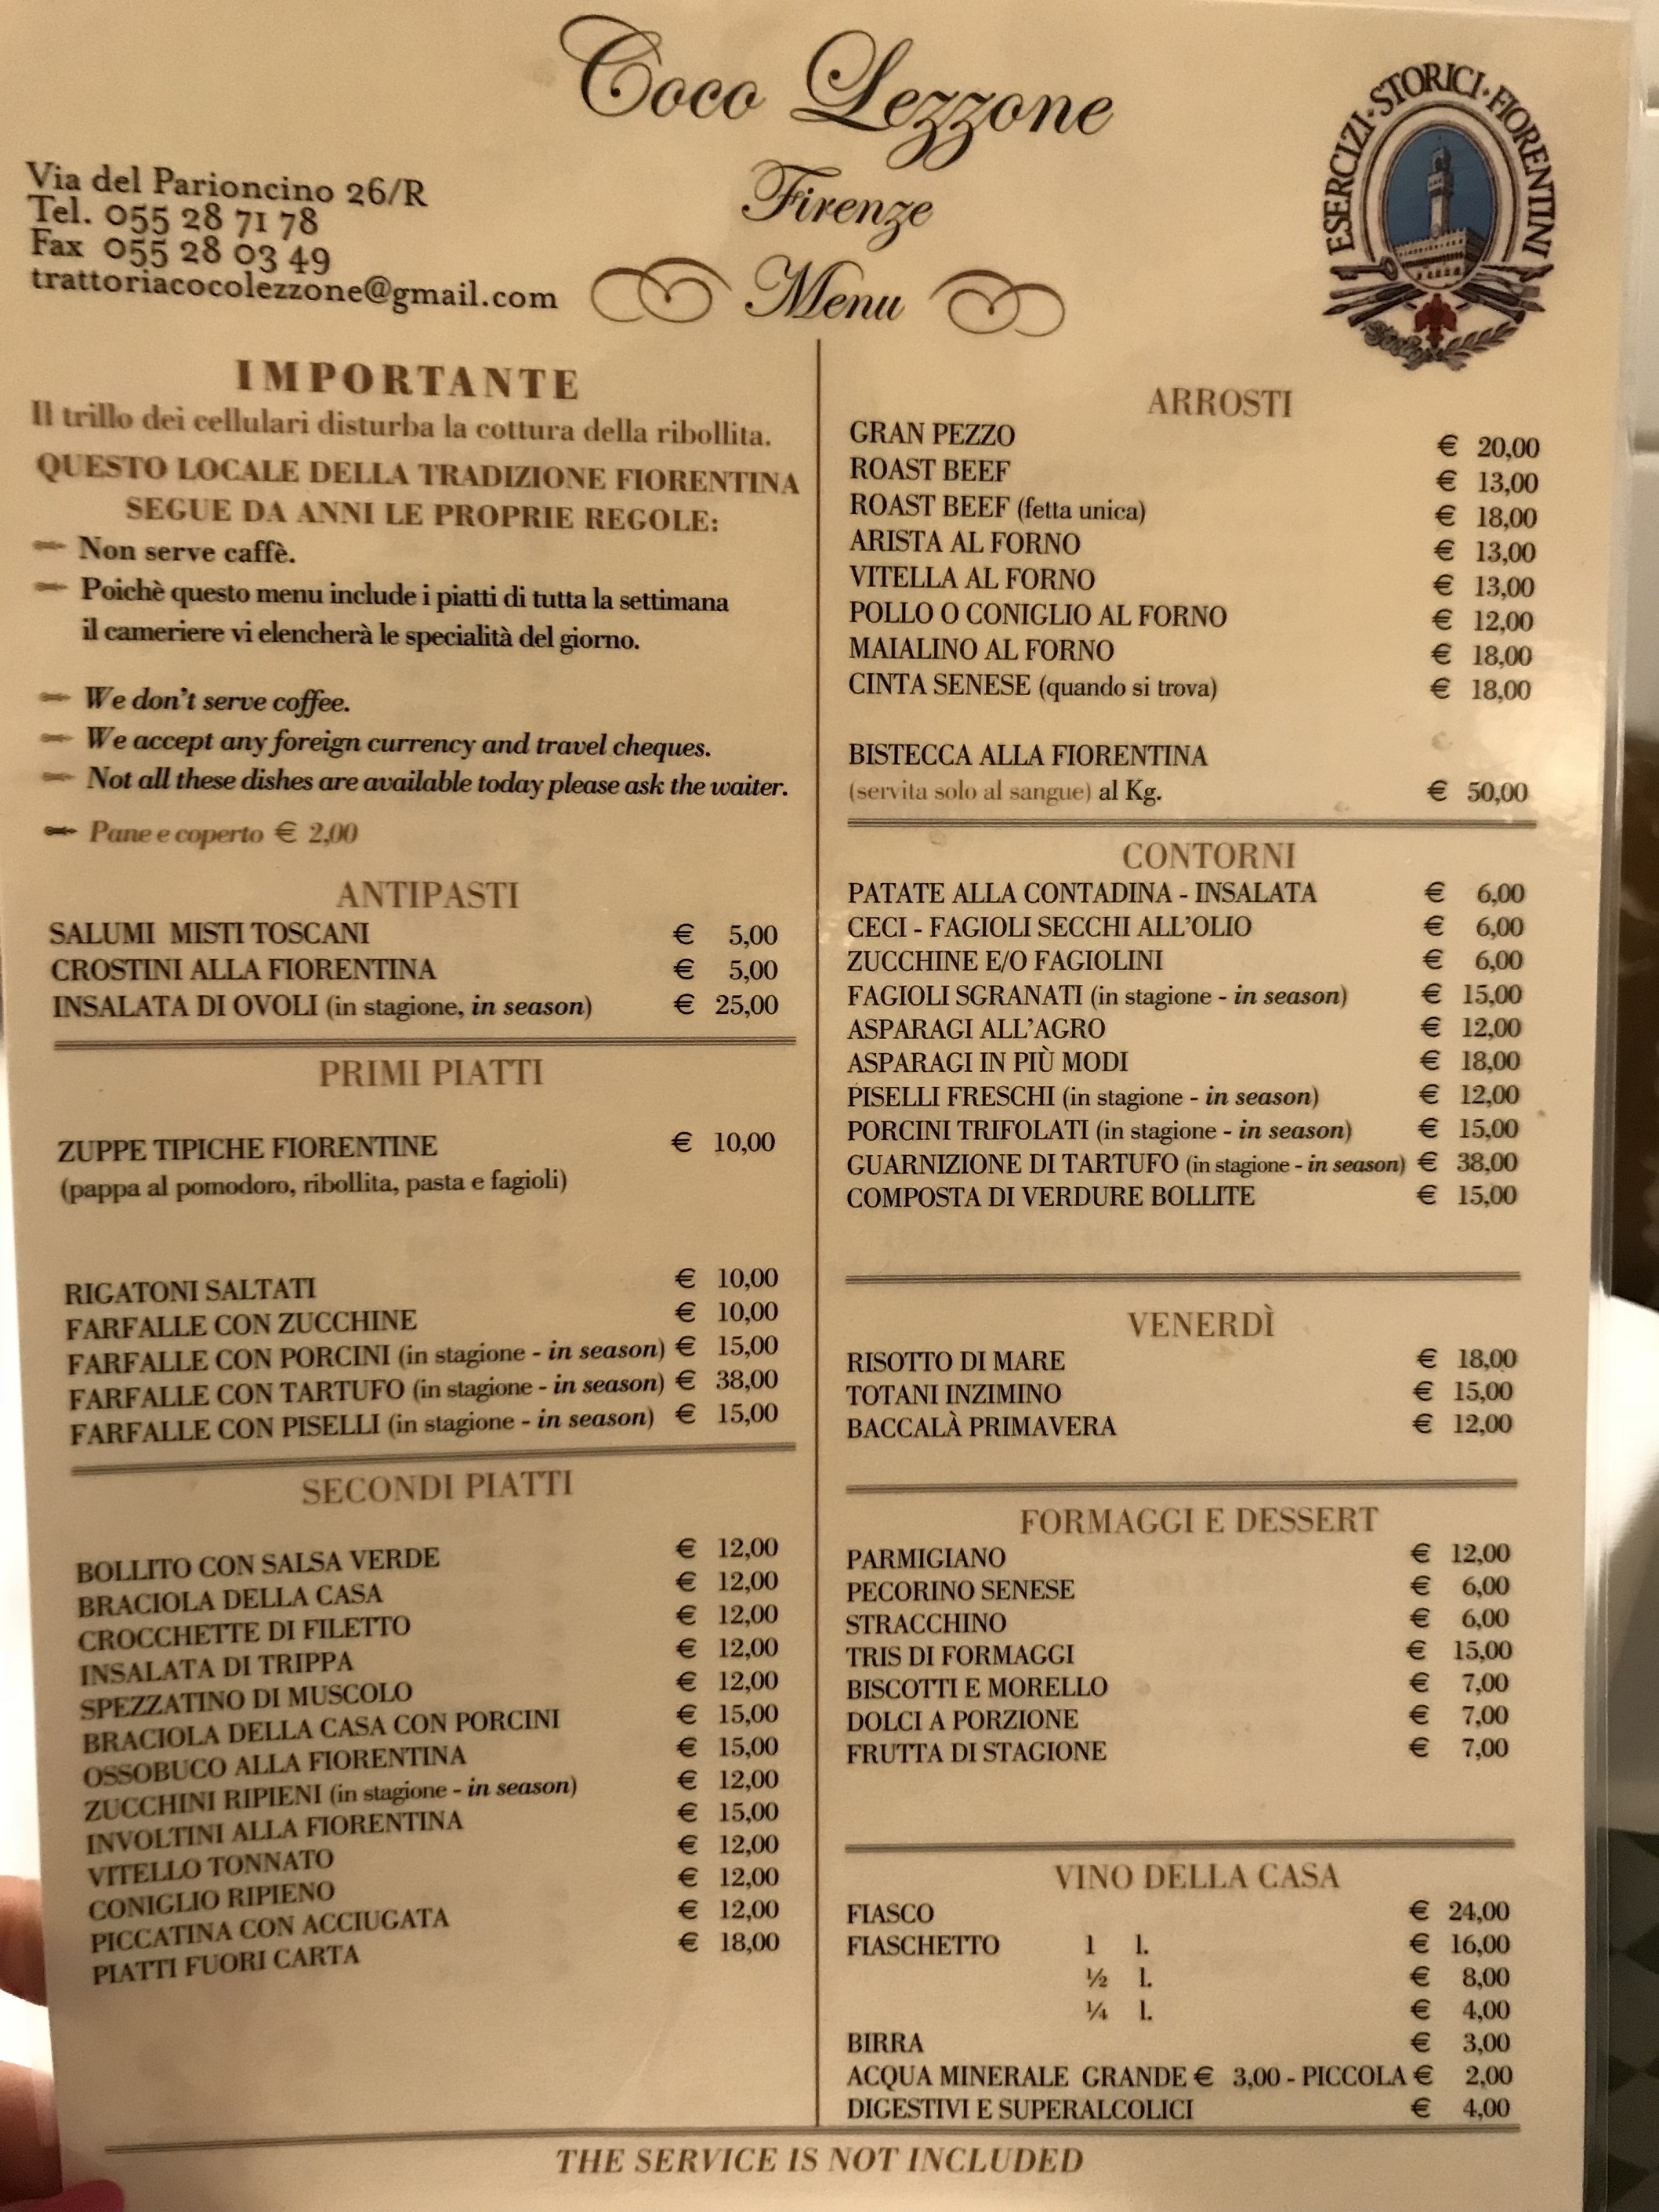 Coco Lezzone
Firenze
Menu
ESERCIZI·STORICI·FIORENTINI
Via del Parioncino 26/R
Tel. 055 28 71 78
Fax 055 28 03 49
trattoriacocolezzone@gmail.com
IMPORTANTE
Il trillo dei cellulari disturba la cottura della ribollita.
QUESTO LOCALE DELLA TRADIZIONE FIORENTINA
SEGUE DA ANNI LE PROPRIE REGOLE:
Non serve caffè.
Poichè questo menu include i piatti di tutta la settimana
il cameriere vi elencherà le specialità del giorno.
We don't serve coffee.
We accept any foreign currency and travel cheques.
Not all these dishes are available today please ask the waiter.
Pane e coperto € 2,00
ANTIPASTI
SALUMI MISTI TOSCANI € 5,00
CROSTINI ALLA FIORENTINA € 5,00
INSALATA DI OVOLI (in stagione, in season) € 25,00
PRIMI PIATTI
ZUPPE TIPICHE FIORENTINE € 10,00
(pappa al pomodoro, ribollita, pasta e fagioli)
RIGATONI SALTATI € 10,00
FARFALLE CON ZUCCHINE € 10,00
FARFALLE CON PORCINI (in stagione - in season) € 15,00
FARFALLE CON TARTUFO (in stagione - in season) € 38,00
FARFALLE CON PISELLI (in stagione - in season) € 15,00
SECONDI PIATTI
BOLLITO CON SALSA VERDE € 12,00
BRACIOLA DELLA CASA € 12,00
CROCCHETTE DI FILETTO € 12,00
INSALATA DI TRIPPA € 12,00
SPEZZATINO DI MUSCOLO € 12,00
BRACIOLA DELLA CASA CON PORCINI € 15,00
OSSOBUCO ALLA FIORENTINA € 15,00
ZUCCHINI RIPIENI (in stagione - in season) € 12,00
INVOLTINI ALLA FIORENTINA € 15,00
VITELLO TONNATO € 12,00
CONIGLIO RIPIENO € 12,00
PICCATINA CON ACCIUGATA € 12,00
PIATTI FUORI CARTA € 18,00
ARROSTI
GRAN PEZZO € 20,00
ROAST BEEF € 13,00
ROAST BEEF (fetta unica) € 18,00
ARISTA AL FORNO € 13,00
VITELLA AL FORNO € 13,00
POLLO O CONIGLIO AL FORNO € 12,00
MAIALINO AL FORNO € 18,00
CINTA SENESE (quando si trova) € 18,00
BISTECCA ALLA FIORENTINA
(servita solo al sangue) al Kg. € 50,00
CONTORNI
PATATE ALLA CONTADINA - INSALATA € 6,00
CECI - FAGIOLI SECCHI ALL'OLIO € 6,00
ZUCCHINE E/O FAGIOLINI € 6,00
FAGIOLI SGRANATI (in stagione - in season) € 15,00
ASPARAGI ALL'AGRO € 12,00
ASPARAGI IN PIÙ MODI € 18,00
PISELLI FRESCHI (in stagione - in season) € 12,00
PORCINI TRIFOLATI (in stagione - in season) € 15,00
GUARNIZIONE DI TARTUFO (in stagione - in season) € 38,00
COMPOSTA DI VERDURE BOLLITE € 15,00
VENERDÌ
RISOTTO DI MARE € 18,00
TOTANI INZIMINO € 15,00
BACCALÀ PRIMAVERA € 12,00
FORMAGGI E DESSERT
PARMIGIANO € 12,00
PECORINO SENESE € 6,00
STRACCHINO € 6,00
TRIS DI FORMAGGI € 15,00
BISCOTTI E MORELLO € 7,00
DOLCI A PORZIONE € 7,00
FRUTTA DI STAGIONE € 7,00
VINO DELLA CASA
FIASCO € 24,00
FIASCHETTO 1 l. € 16,00
½ l. € 8,00
¼ l. € 4,00
BIRRA € 3,00
ACQUA MINERALE GRANDE € 3,00 - PICCOLA € 2,00
DIGESTIVI E SUPERALCOLICI € 4,00
THE SERVICE IS NOT INCLUDED